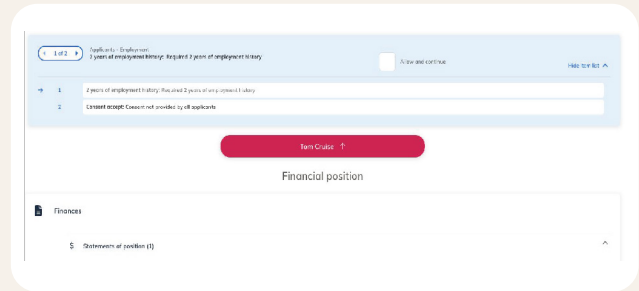 1 of 2
Applicants - Employment
2 years of employment history: Required 2 years of employment history
Allow and continue
Hide item list
1 2 years of employment history: Required 2 years of employment history
2 Consent accept: Consent not provided by all applicants
Tom Cruise ↑
Financial position
Finances
$ Statements of position (1)